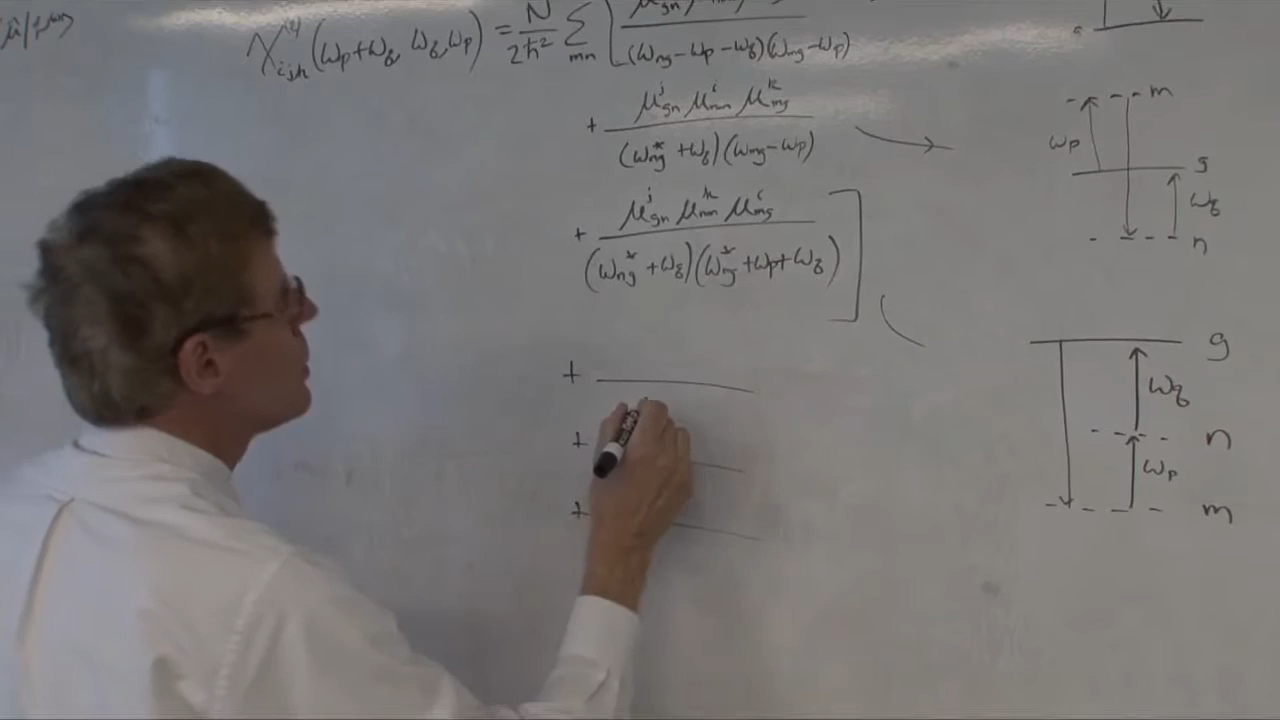 χ⁽²⁾ᵢⱼₖ (ωp+ωq, ωq, ωp) = N/2ħ² Σmn [
(ωng − ωp − ωq)(ωmg − ωp)
+ μʲgn μⁱnm μᵏmg / (ω*ng + ωq)(ωmg − ωp)
+ μʲgn μᵏnm μⁱmg / (ω*ng + ωq)(ω*mg + ωp + ωq) ]
+
+
+
m
ωp
g
ωq
n
g
ωq
n
ωp
m